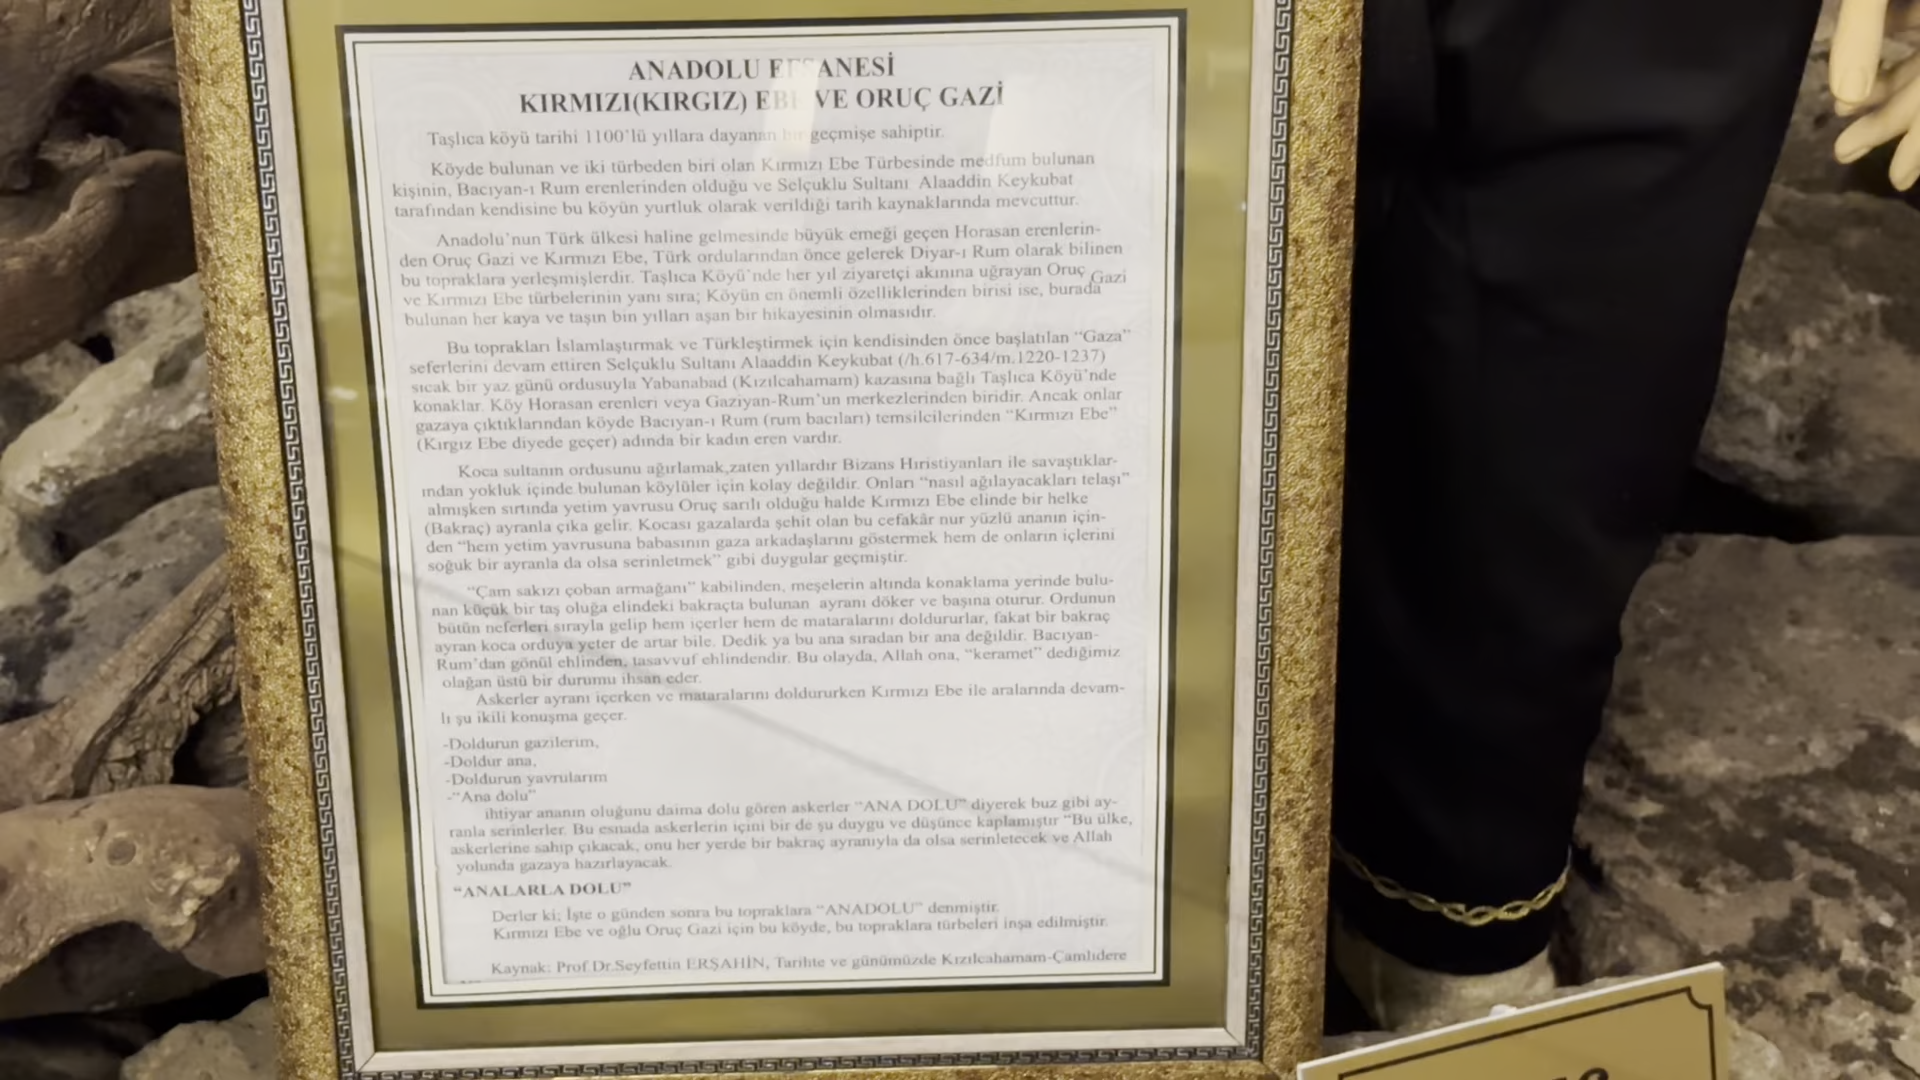 ANADOLU EFSANESİ
KIRMIZI(KIRGIZ) EBE VE ORUÇ GAZİ
Taşlıca köyü tarihi 1100'lü yıllara dayanan bir geçmişe sahiptir.
Köyde bulunan ve iki türbeden biri olan Kırmızı Ebe Türbesinde medfum bulunan
kişinin, Bacıyan-ı Rum erenlerinden olduğu ve Selçuklu Sultanı Alaaddin Keykubat
tarafından kendisine bu köyün yurtluk olarak verildiği tarih kaynaklarında mevcuttur.
Anadolu'nun Türk ülkesi haline gelmesinde büyük emeği geçen Horasan erenlerin-
den Oruç Gazi ve Kırmızı Ebe, Türk ordularından önce gelerek Diyar-ı Rum olarak bilinen
bu topraklara yerleşmişlerdir. Taşlıca Köyü'nde her yıl ziyaretçi akınına uğrayan Oruç Gazi
ve Kırmızı Ebe türbelerinin yanı sıra; Köyün en önemli özelliklerinden birisi ise, burada
bulunan her kaya ve taşın bin yılları aşan bir hikayesinin olmasıdır.
Bu toprakları İslamlaştırmak ve Türkleştirmek için kendisinden önce başlatılan "Gaza"
seferlerini devam ettiren Selçuklu Sultanı Alaaddin Keykubat (/h.617-634/m.1220-1237)
sıcak bir yaz günü ordusuyla Yabanabad (Kızılcahamam) kazasına bağlı Taşlıca Köyü'nde
konaklar. Köy Horasan erenleri veya Gaziyan-Rum'un merkezlerinden biridir. Ancak onlar
gazaya çıktıklarından köyde Bacıyan-ı Rum (rum bacıları) temsilcilerinden "Kırmızı Ebe"
(Kırgız Ebe diyede geçer) adında bir kadın eren vardır.
Koca sultanın ordusunu ağırlamak,zaten yıllardır Bizans Hıristiyanları ile savaştıklar-
ından yokluk içinde bulunan köylüler için kolay değildir. Onları "nasıl ağılayacakları telaşı"
almışken sırtında yetim yavrusu Oruç sarılı olduğu halde Kırmızı Ebe elinde bir helke
(Bakraç) ayranla çıka gelir. Kocası gazalarda şehit olan bu cefakâr nur yüzlü ananın için-
den "hem yetim yavrusuna babasının gaza arkadaşlarını göstermek hem de onların içlerini
soğuk bir ayranla da olsa serinletmek" gibi duygular geçmiştir.
"Çam sakızı çoban armağanı" kabilinden, meşelerin altında konaklama yerinde bulu-
nan küçük bir taş oluğa elindeki bakraçta bulunan ayranı döker ve başına oturur. Ordunun
bütün neferleri sırayla gelip hem içerler hem de mataralarını doldururlar, fakat bir bakraç
ayran koca orduya yeter de artar bile. Dedik ya bu ana sıradan bir ana değildir. Bacıyan-
Rum'dan gönül ehlinden, tasavvuf ehlindendir. Bu olayda, Allah ona, "keramet" dediğimiz
olağan üstü bir durumu ihsan eder.
Askerler ayranı içerken ve mataralarını doldururken Kırmızı Ebe ile aralarında devam-
lı şu ikili konuşma geçer.
-Doldurun gazilerim,
-Doldur ana,
-Doldurun yavrularım
-"Ana dolu"
ihtiyar ananın oluğunu daima dolu gören askerler "ANA DOLU" diyerek buz gibi ay-
ranla serinlerler. Bu esnada askerlerin içini bir de şu duygu ve düşünce kaplamıştır "Bu ülke,
askerlerine sahip çıkacak, onu her yerde bir bakraç ayranıyla da olsa serinletecek ve Allah
yolunda gazaya hazırlayacak.
"ANALARLA DOLU"
Derler ki; İşte o günden sonra bu topraklara "ANADOLU" denmiştir.
Kırmızı Ebe ve oğlu Oruç Gazi için bu köyde, bu topraklara türbeleri inşa edilmiştir.
Kaynak: Prof.Dr.Seyfettin ERŞAHİN, Tarihte ve günümüzde Kızılcahamam-Çamlıdere